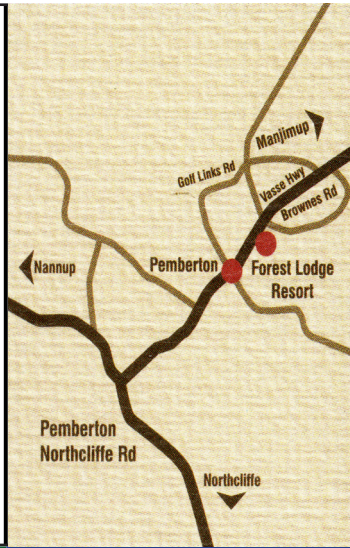 Manjimup
Golf Links Rd
Vasse Hwy
Brownes Rd
Nannup
Pemberton
Forest Lodge
Resort
Pemberton
Northcliffe Rd
Northcliffe